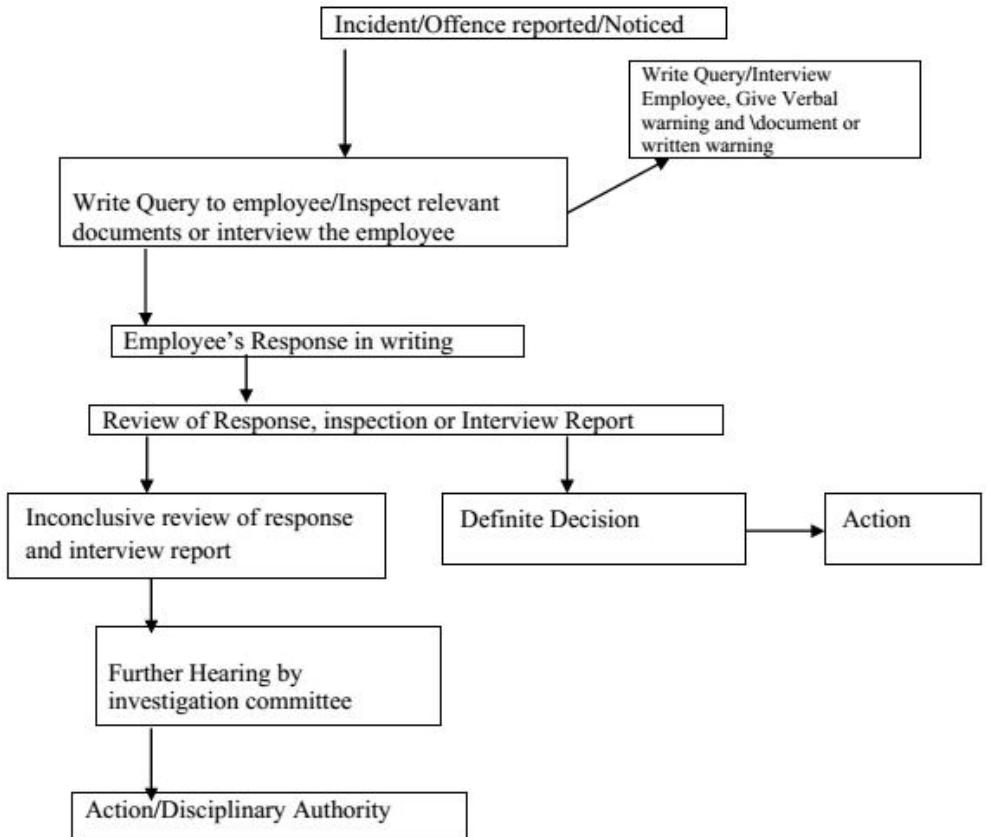 Incident/Offence reported/Noticed
Write Query/Interview
Employee, Give Verbal
warning and \document or
written warning
Write Query to employee/Inspect relevant
documents or interview the employee
Employee’s Response in writing
Review of Response, inspection or Interview Report
Inconclusive review of response
and interview report
Definite Decision
Action
Further Hearing by
investigation committee
Action/Disciplinary Authority